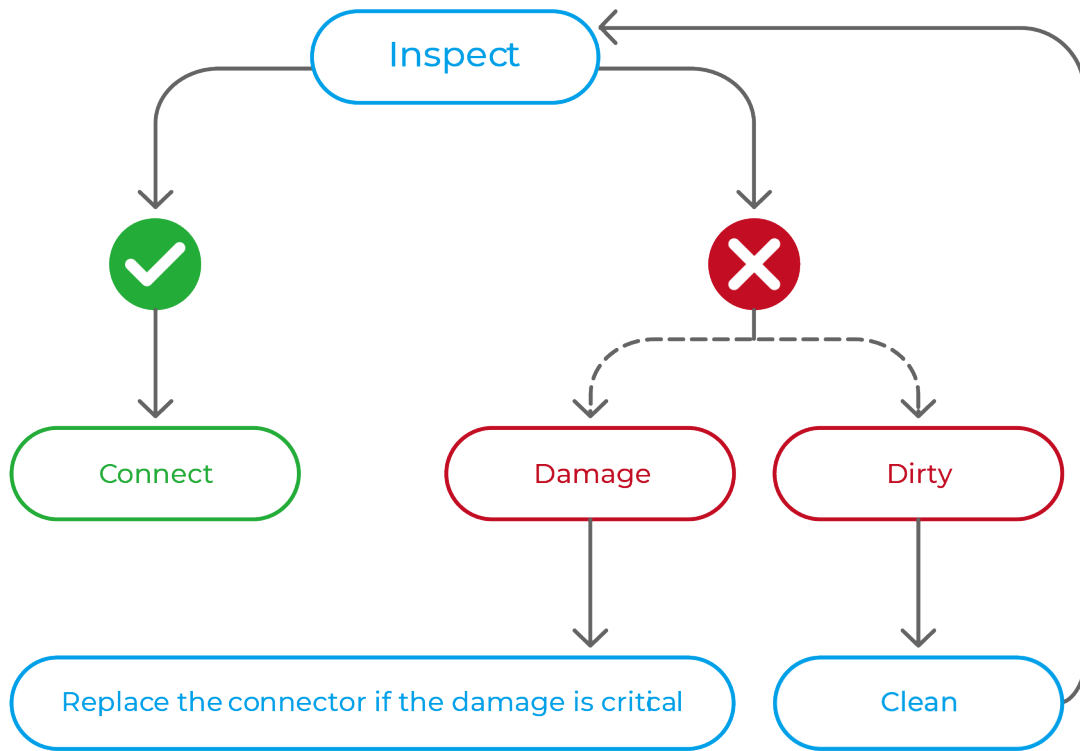 Inspect
Connect
Damage
Dirty
Replace the connector if the damage is critical
Clean